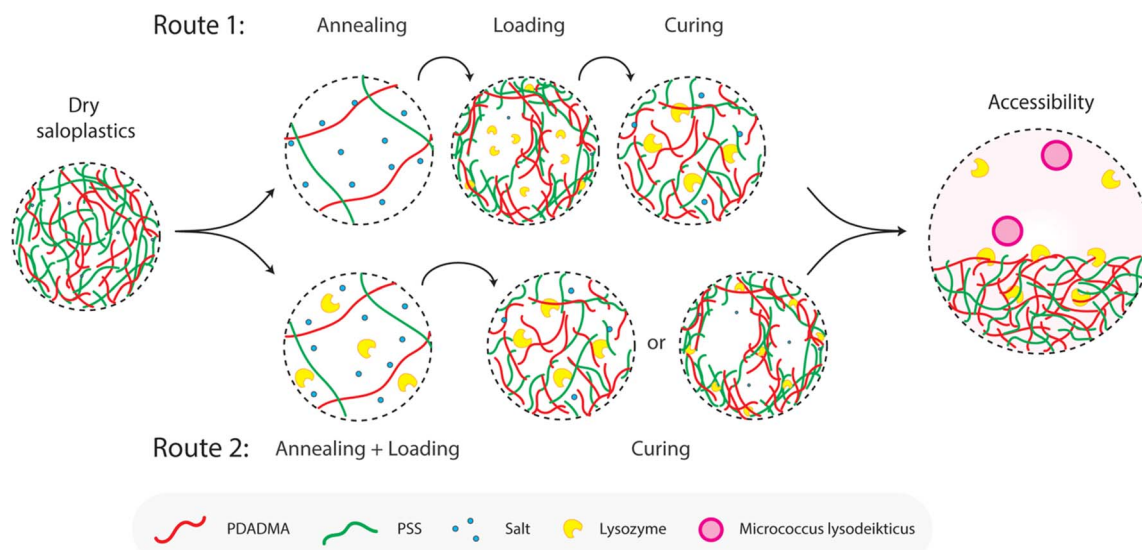 Route 1:
Annealing
Loading
Curing
Dry
saloplastics
Accessibility
or
Route 2:
Annealing + Loading
Curing
PDADMA
PSS
Salt
Lysozyme
Micrococcus lysodeikticus